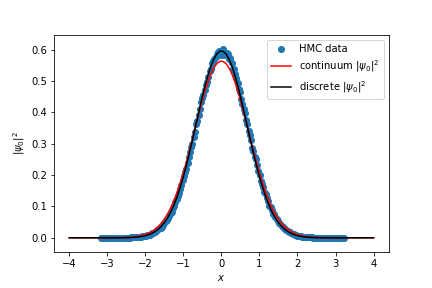 HMC data
continuum |ψ₀|²
discrete |ψ₀|²
0.6
0.5
0.4
0.3
0.2
0.1
0.0
|ψ₀|²
−4 −3 −2 −1 0 1 2 3 4
x